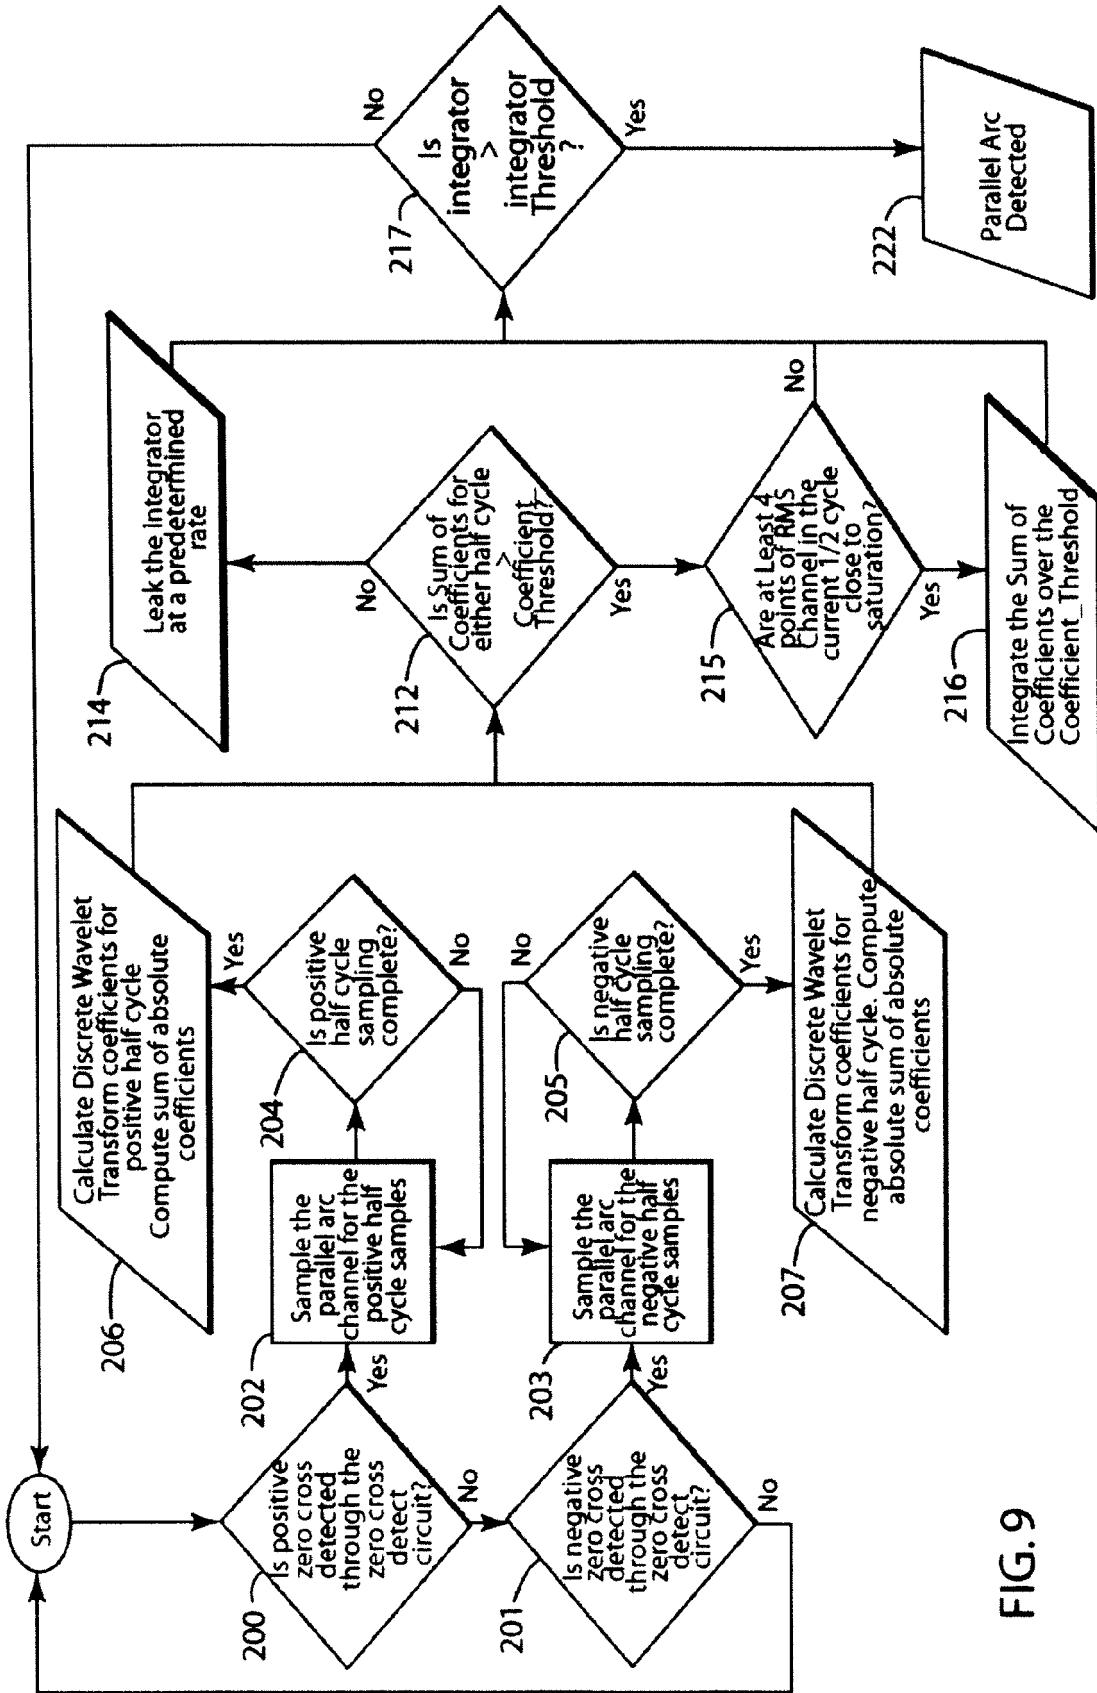 Start
Is positive
zero cross
detected
through the
zero cross
detect
circuit?
200
Yes
No
Is negative
zero cross
detected
through the
zero cross
detect
circuit?
201
Yes
No
Sample the
parallel arc
channel for the
positive half
cycle samples
202
Sample the
parallel arc
channel for the
negative half
cycle samples
203
Is positive
half cycle
sampling
complete?
204
Yes
No
Is negative
half cycle
sampling
complete?
205
No
Yes
Calculate Discrete Wavelet
Transform coefficients for
positive half cycle
Compute sum of absolute
coefficients
206
Calculate Discrete Wavelet
Transform coefficients for
negative half cycle. Compute
absolute sum of absolute
coefficients
207
Is Sum of
Coefficients for
either half cycle
>
Coefficient_
Threshold?
212
No
Yes
Leak the Integrator
at a predetermined
rate
214
Are at Least 4
points of RMS
Channel in the
current 1/2 cycle
close to
saturation?
215
No
Yes
Integrate the Sum of
Coefficients over the
Coefficient_Threshold
216
Is
integrator
>
integrator
Threshold
?
217
No
Yes
Parallel Arc
Detected
222
FIG. 9